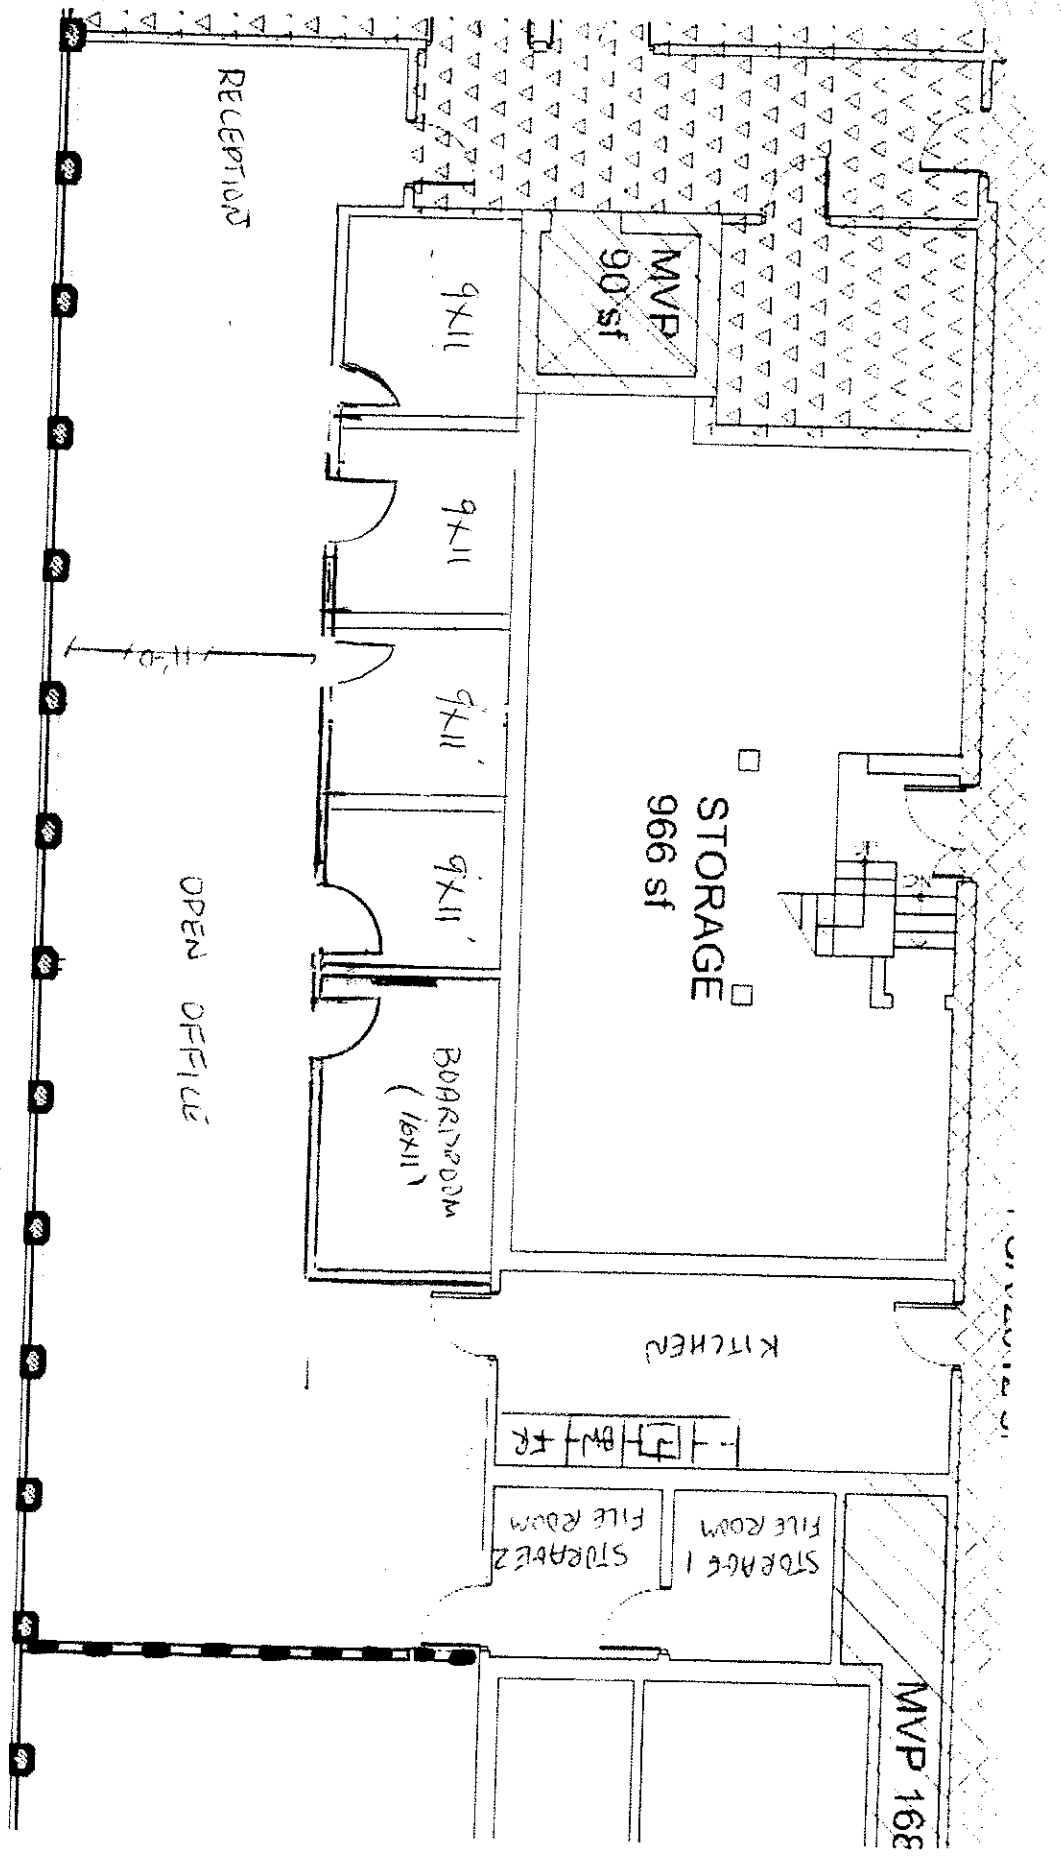 RECEPTION
9X11
MVP
90 sf
9X11
11'-0"
9X11'
9X11'
STORAGE
966 sf
OPEN OFFICE
BOARDROOM
(16X11')
KITCHEN
FR
DW
STORAGE 2
FILE ROOM
STORAGE 1
FILE ROOM
MVP 168